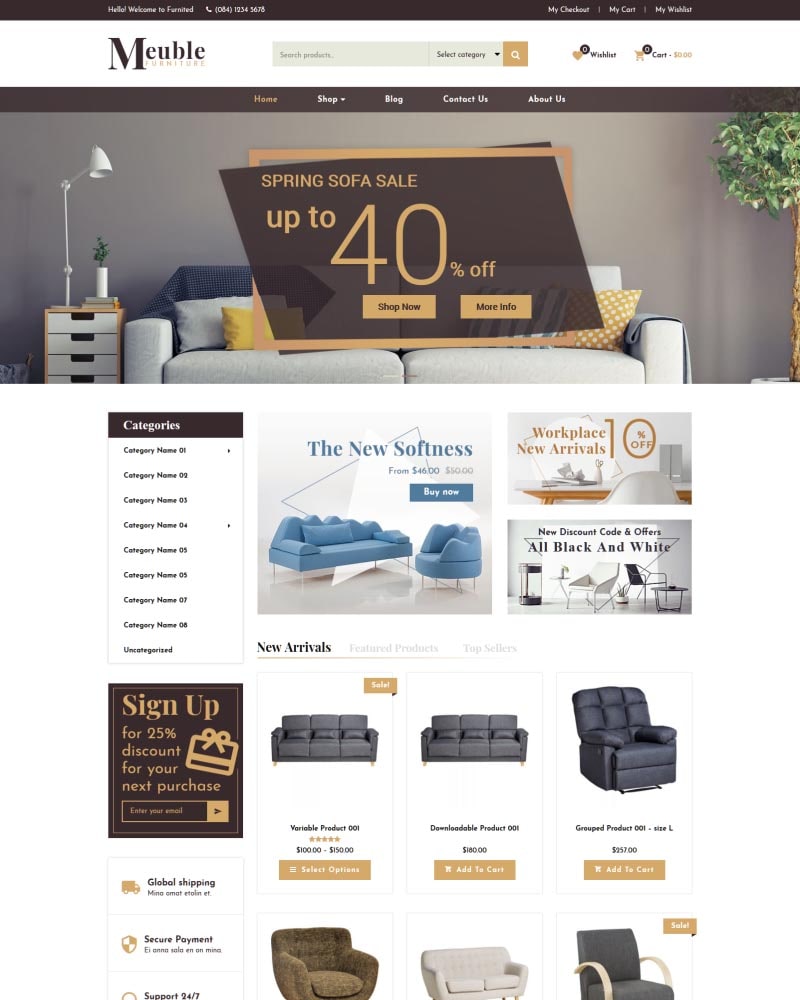 Hello! Welcome to Furnited
(084) 1234 5678
My Checkout | My Cart | My Wishlist
Meuble
FURNITURE
Search products..
Select category
0
Wishlist
0
Cart - $0.00
Home
Shop
Blog
Contact Us
About Us
SPRING SOFA SALE
up to 40 % off
Shop Now
More Info
Categories
Category Name 01
Category Name 02
Category Name 03
Category Name 04
Category Name 05
Category Name 05
Category Name 07
Category Name 08
Uncategorized
The New Softness
From $46.00 $50.00
Buy now
Workplace
New Arrivals
10 % OFF
New Discount Code & Offers
All Black And White
Sign Up
for 25%
discount
for your
next purchase
Enter your email
Global shipping
Mina amat etolin et.
Secure Payment
Ei anna sala en on mina.
Support 24/7
New Arrivals
Featured Products
Top Sellers
Sale!
Variable Product 001
$100.00 - $150.00
Select Options
Downloadable Product 001
$180.00
Add To Cart
Grouped Product 001 - size L
$257.00
Add To Cart
Sale!